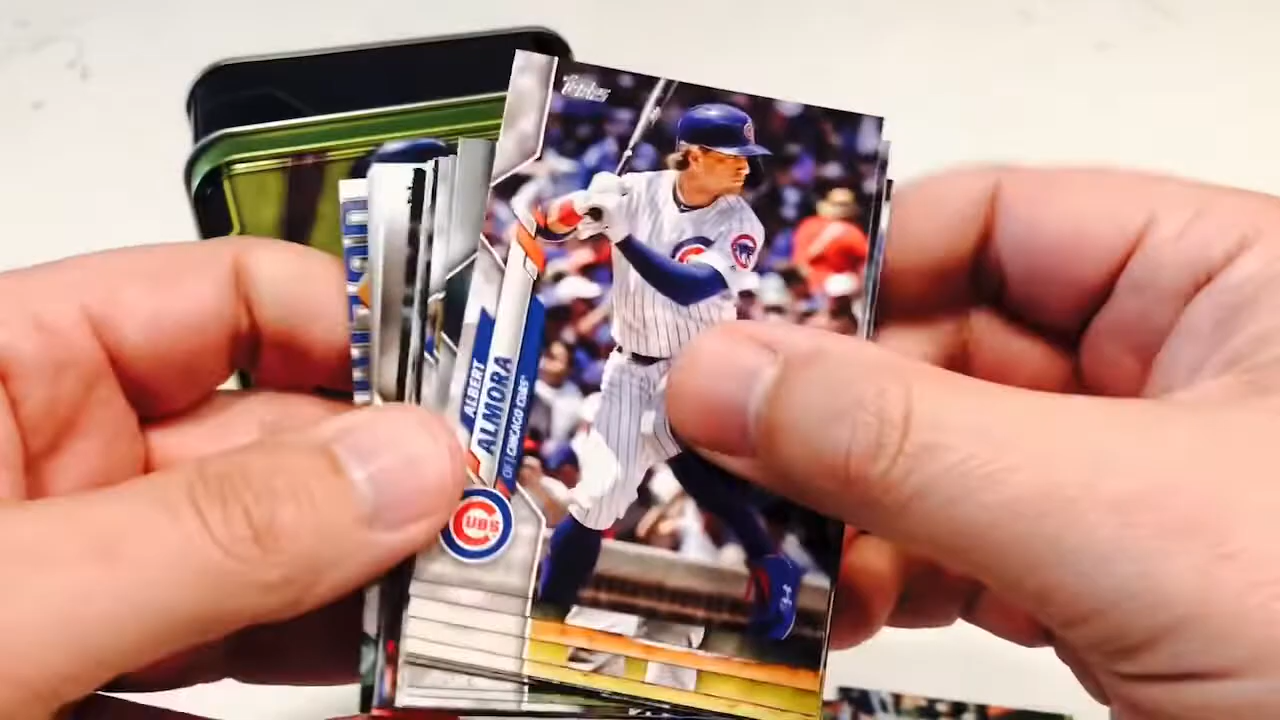 Topps
ALBERT
ALMORA
OF | CHICAGO CUBS
CUBS